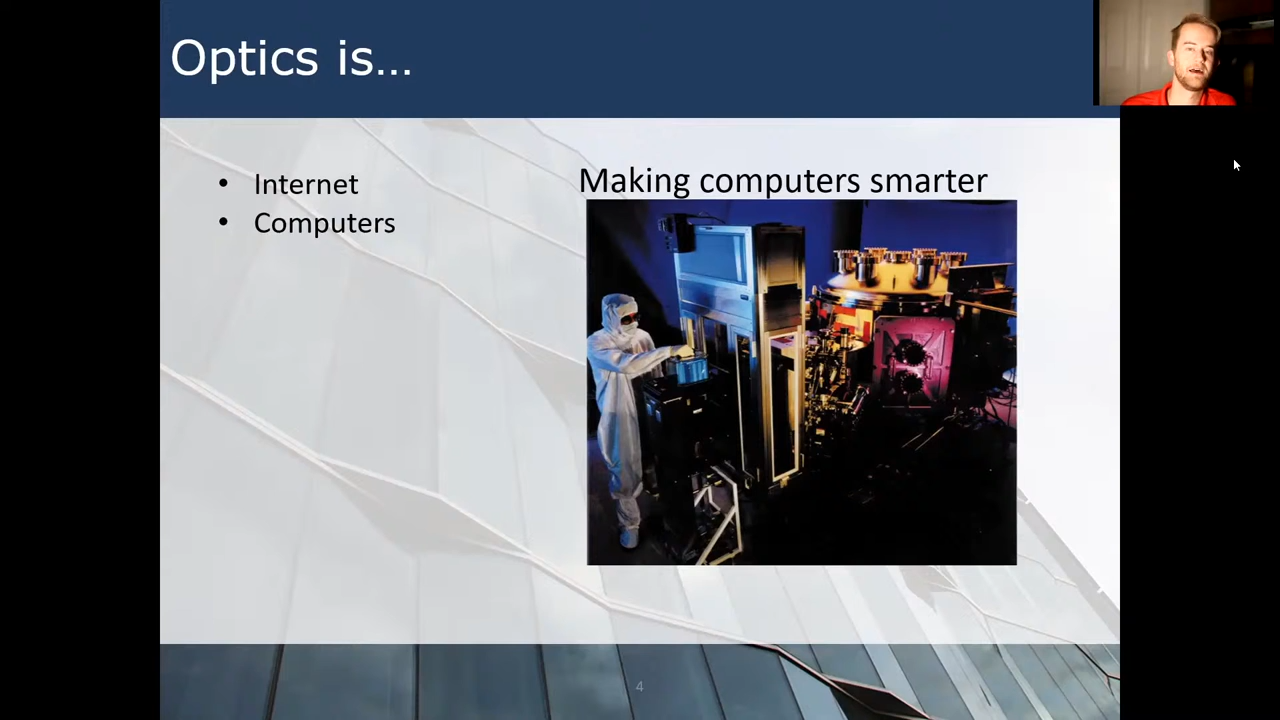 Optics is…
• Internet
• Computers
Making computers smarter
4